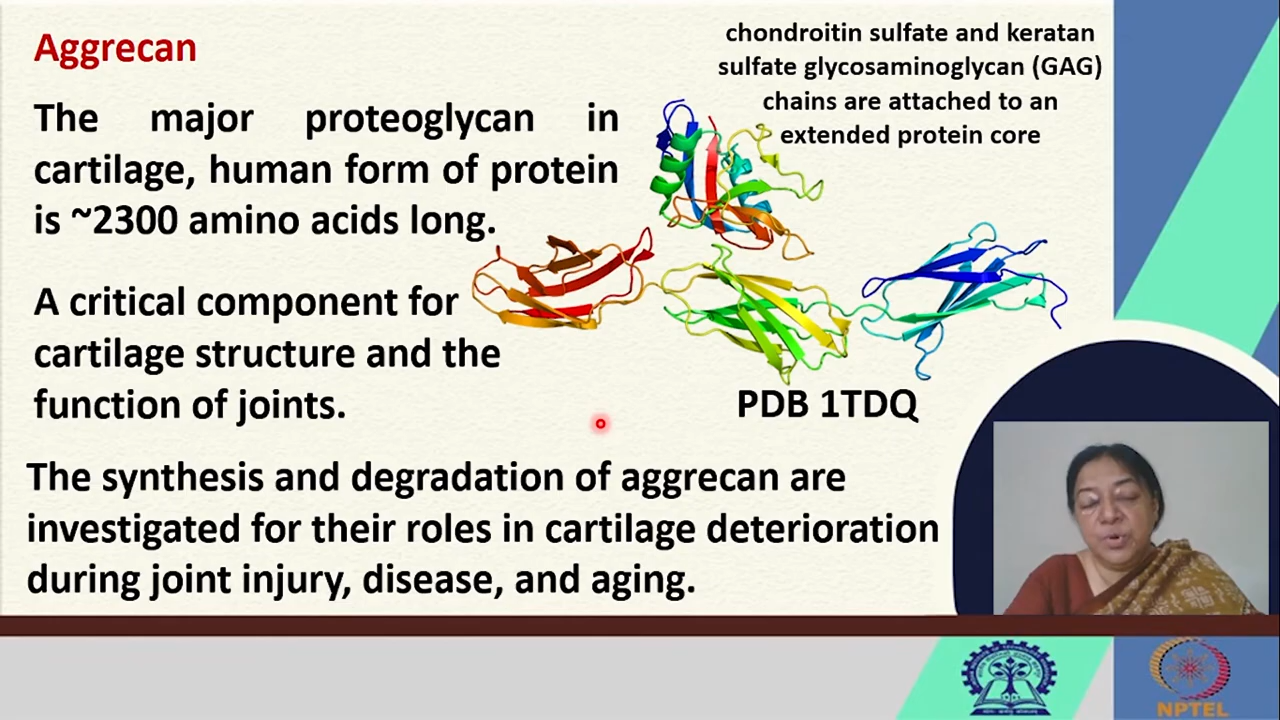 Aggrecan
The major proteoglycan in
cartilage, human form of protein
is ~2300 amino acids long.
A critical component for
cartilage structure and the
function of joints.
The synthesis and degradation of aggrecan are
investigated for their roles in cartilage deterioration
during joint injury, disease, and aging.
chondroitin sulfate and keratan
sulfate glycosaminoglycan (GAG)
chains are attached to an
extended protein core
PDB 1TDQ
NPTEL